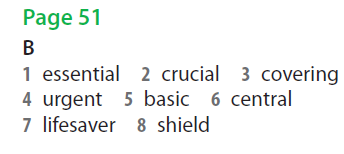 Page 51
B
1 essential 2 crucial 3 covering
4 urgent 5 basic 6 central
7 lifesaver 8 shield